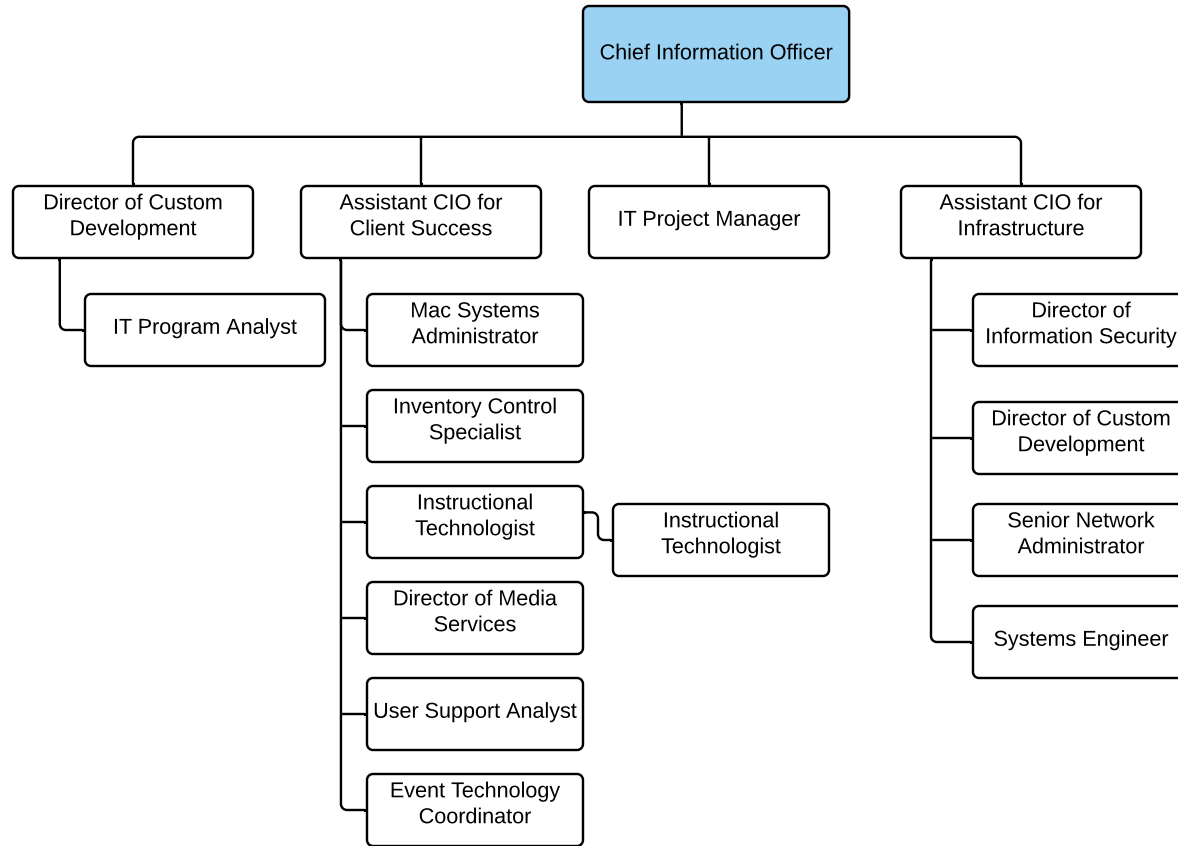 Chief Information Officer
Director of Custom
Development
Assistant CIO for
Client Success
IT Project Manager
Assistant CIO for
Infrastructure
IT Program Analyst
Mac Systems
Administrator
Inventory Control
Specialist
Instructional
Technologist
Instructional
Technologist
Director of Media
Services
User Support Analyst
Event Technology
Coordinator
Director of
Information Security
Director of Custom
Development
Senior Network
Administrator
Systems Engineer